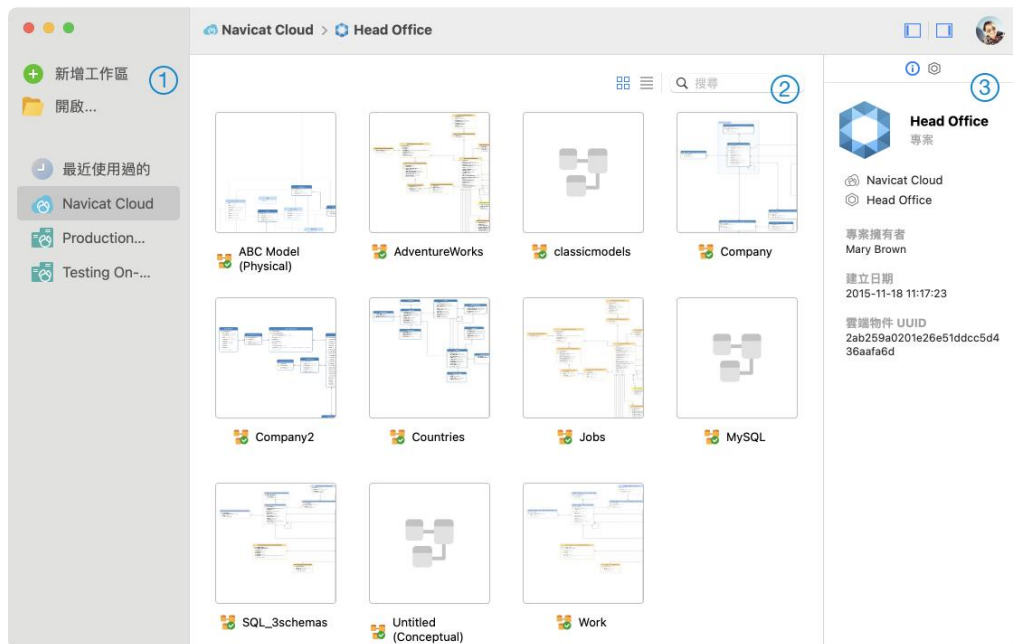 Navicat Cloud > Head Office
新增工作區
①
開啟...
最近使用過的
Navicat Cloud
Production...
Testing On-...
搜尋
②
ABC Model
(Physical)
AdventureWorks
classicmodels
Company
Company2
Countries
Jobs
MySQL
SQL_3schemas
Untitled
(Conceptual)
Work
③
Head Office
專案
Navicat Cloud
Head Office
專案擁有者
Mary Brown
建立日期
2015-11-18 11:17:23
雲端物件 UUID
2ab259a0201e26e51ddcc5d4
36aafa6d